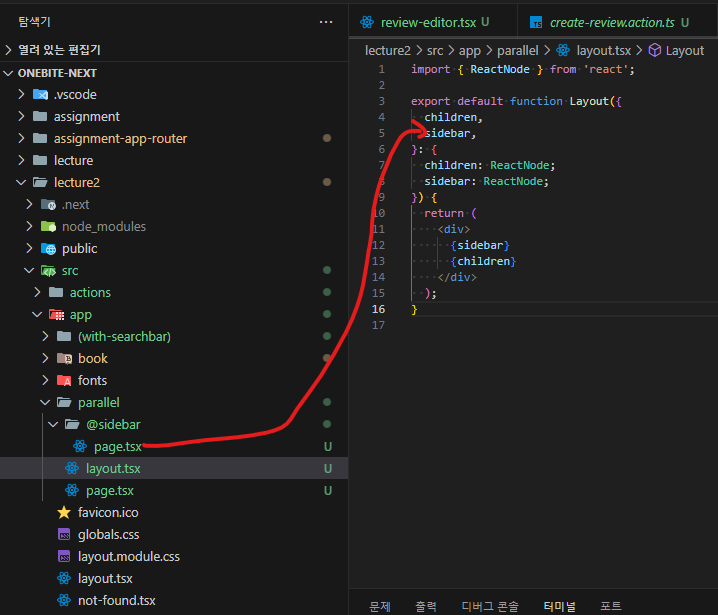 탐색기
···
열려 있는 편집기
ONEBITE-NEXT
.vscode
assignment
assignment-app-router
lecture
lecture2
.next
node_modules
public
src
actions
app
(with-searchbar)
book
fonts
parallel
@sidebar
page.tsx U
layout.tsx U
page.tsx U
favicon.ico
globals.css
layout.module.css
layout.tsx
not-found.tsx
review-editor.tsx U
create-review.action.ts U
lecture2 > src > app > parallel > layout.tsx > Layout
1 import { ReactNode } from 'react';
2
3 export default function Layout({
4 children,
5 sidebar,
6 }: {
7 children: ReactNode;
8 sidebar: ReactNode;
9 }) {
10 return (
11 <div>
12 {sidebar}
13 {children}
14 </div>
15 );
16 }
17
문제 출력 디버그 콘솔 터미널 포트